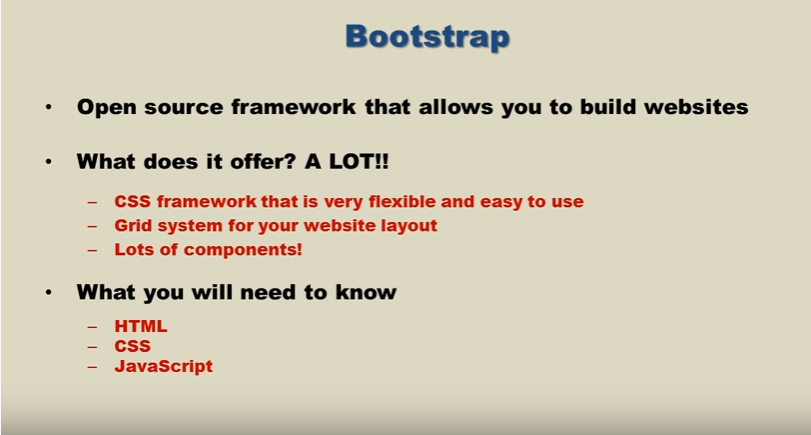 Bootstrap
• Open source framework that allows you to build websites
• What does it offer? A LOT!!
– CSS framework that is very flexible and easy to use
– Grid system for your website layout
– Lots of components!
• What you will need to know
– HTML
– CSS
– JavaScript